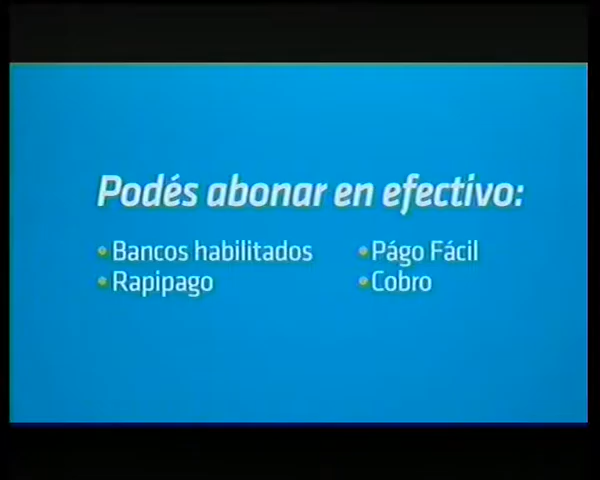 Podés abonar en efectivo:
• Bancos habilitados
• Rapipago
• Págo Fácil
• Cobro